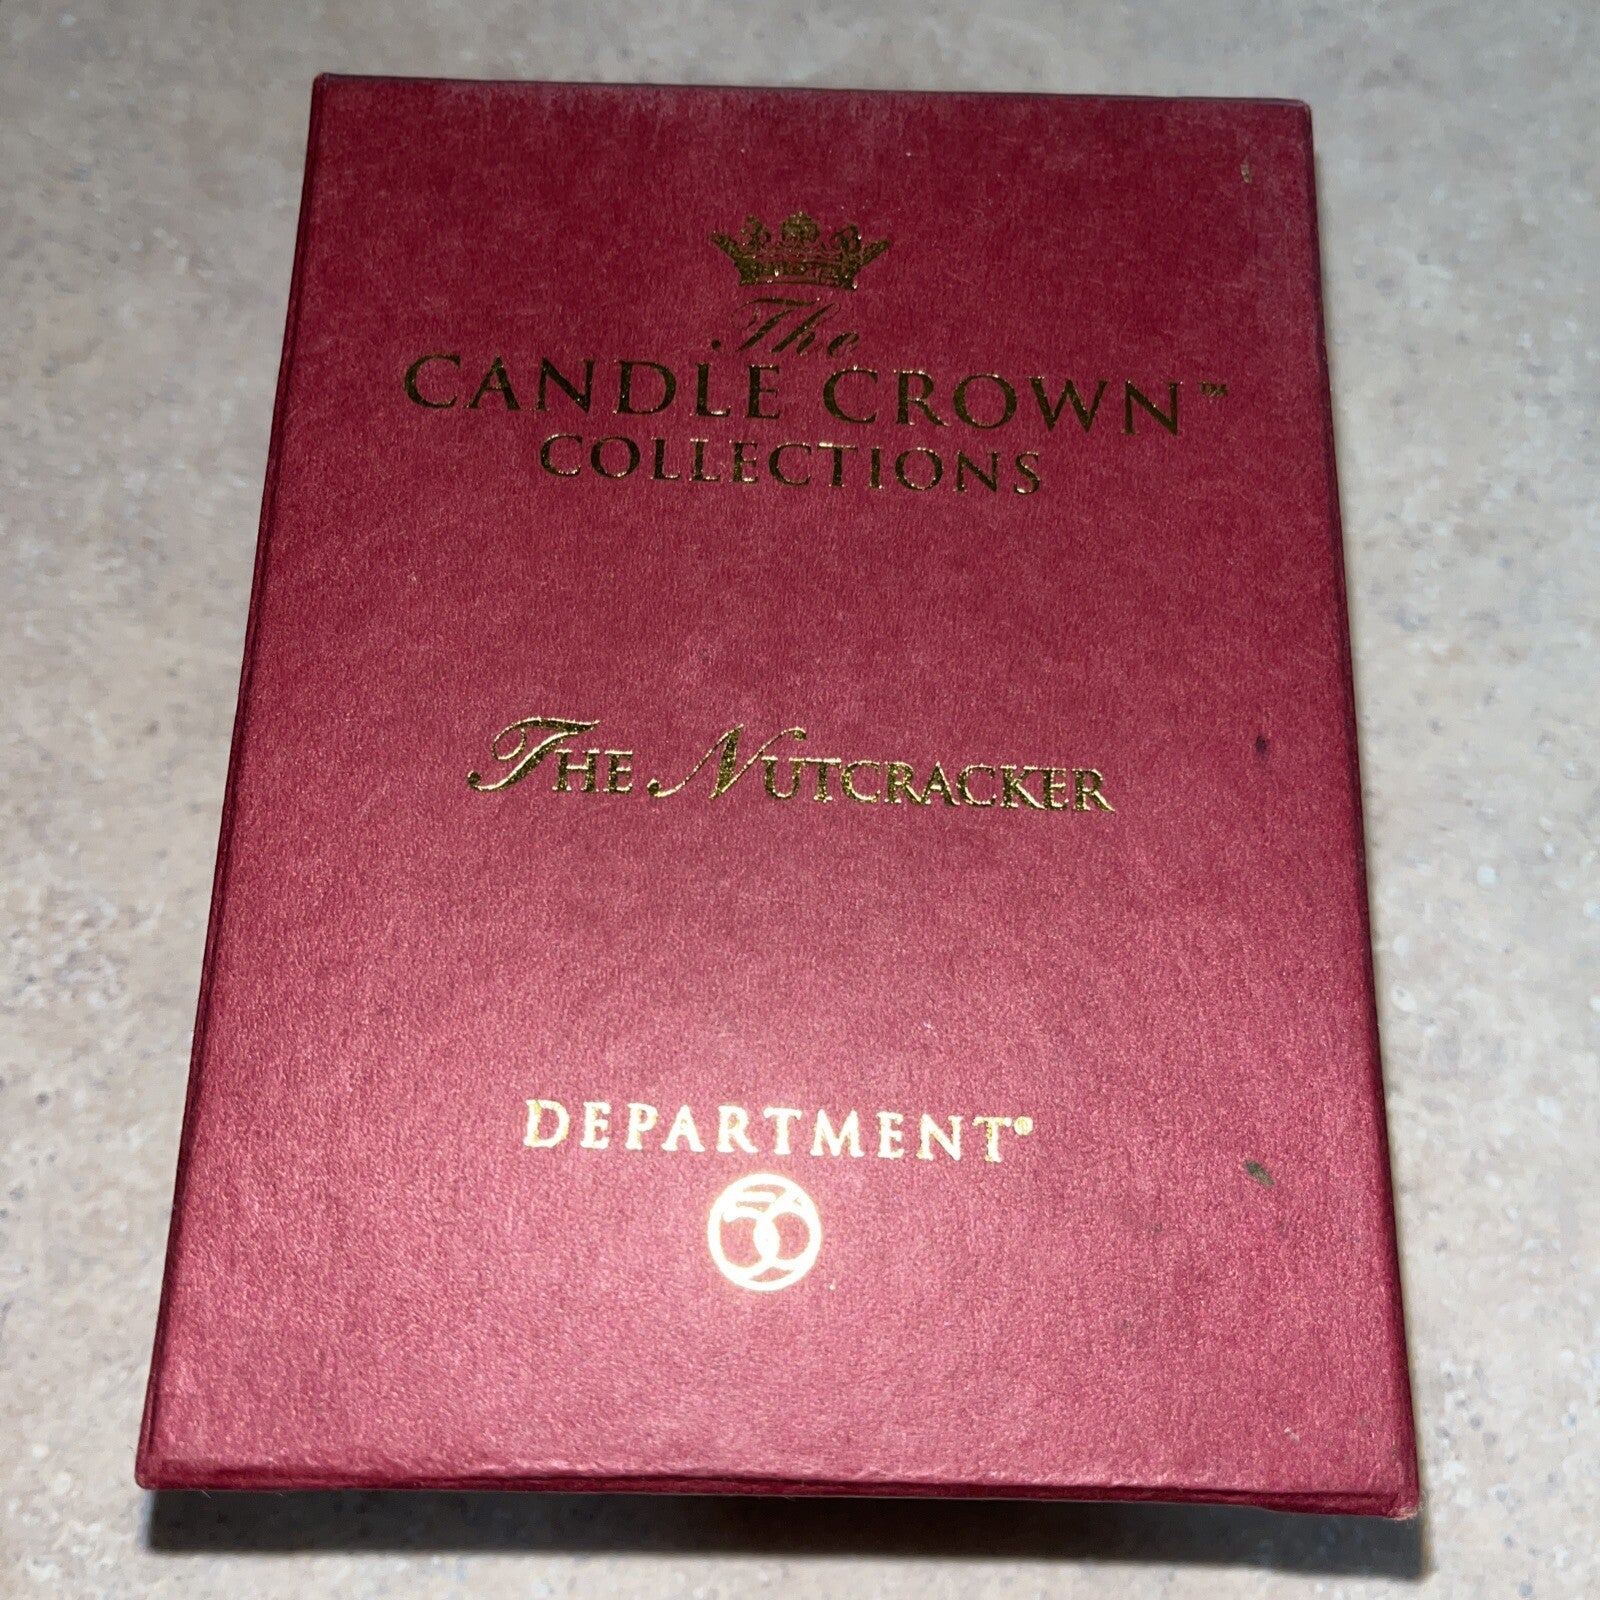 The
CANDLE CROWN™
COLLECTIONS
THE NUTCRACKER
DEPARTMENT®
56